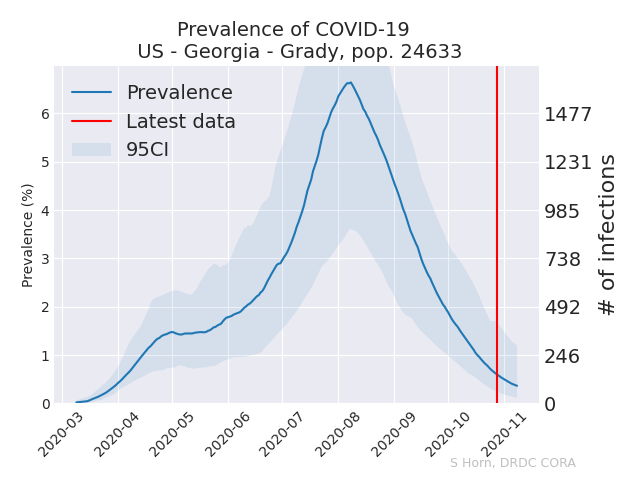 Prevalence of COVID-19
US - Georgia - Grady, pop. 24633
Prevalence
Latest data
95CI
Prevalence (%)
6
5
4
3
2
1
0
1477
1231
985
738
492
246
0
# of infections
2020-03
2020-04
2020-05
2020-06
2020-07
2020-08
2020-09
2020-10
2020-11
S Horn, DRDC CORA